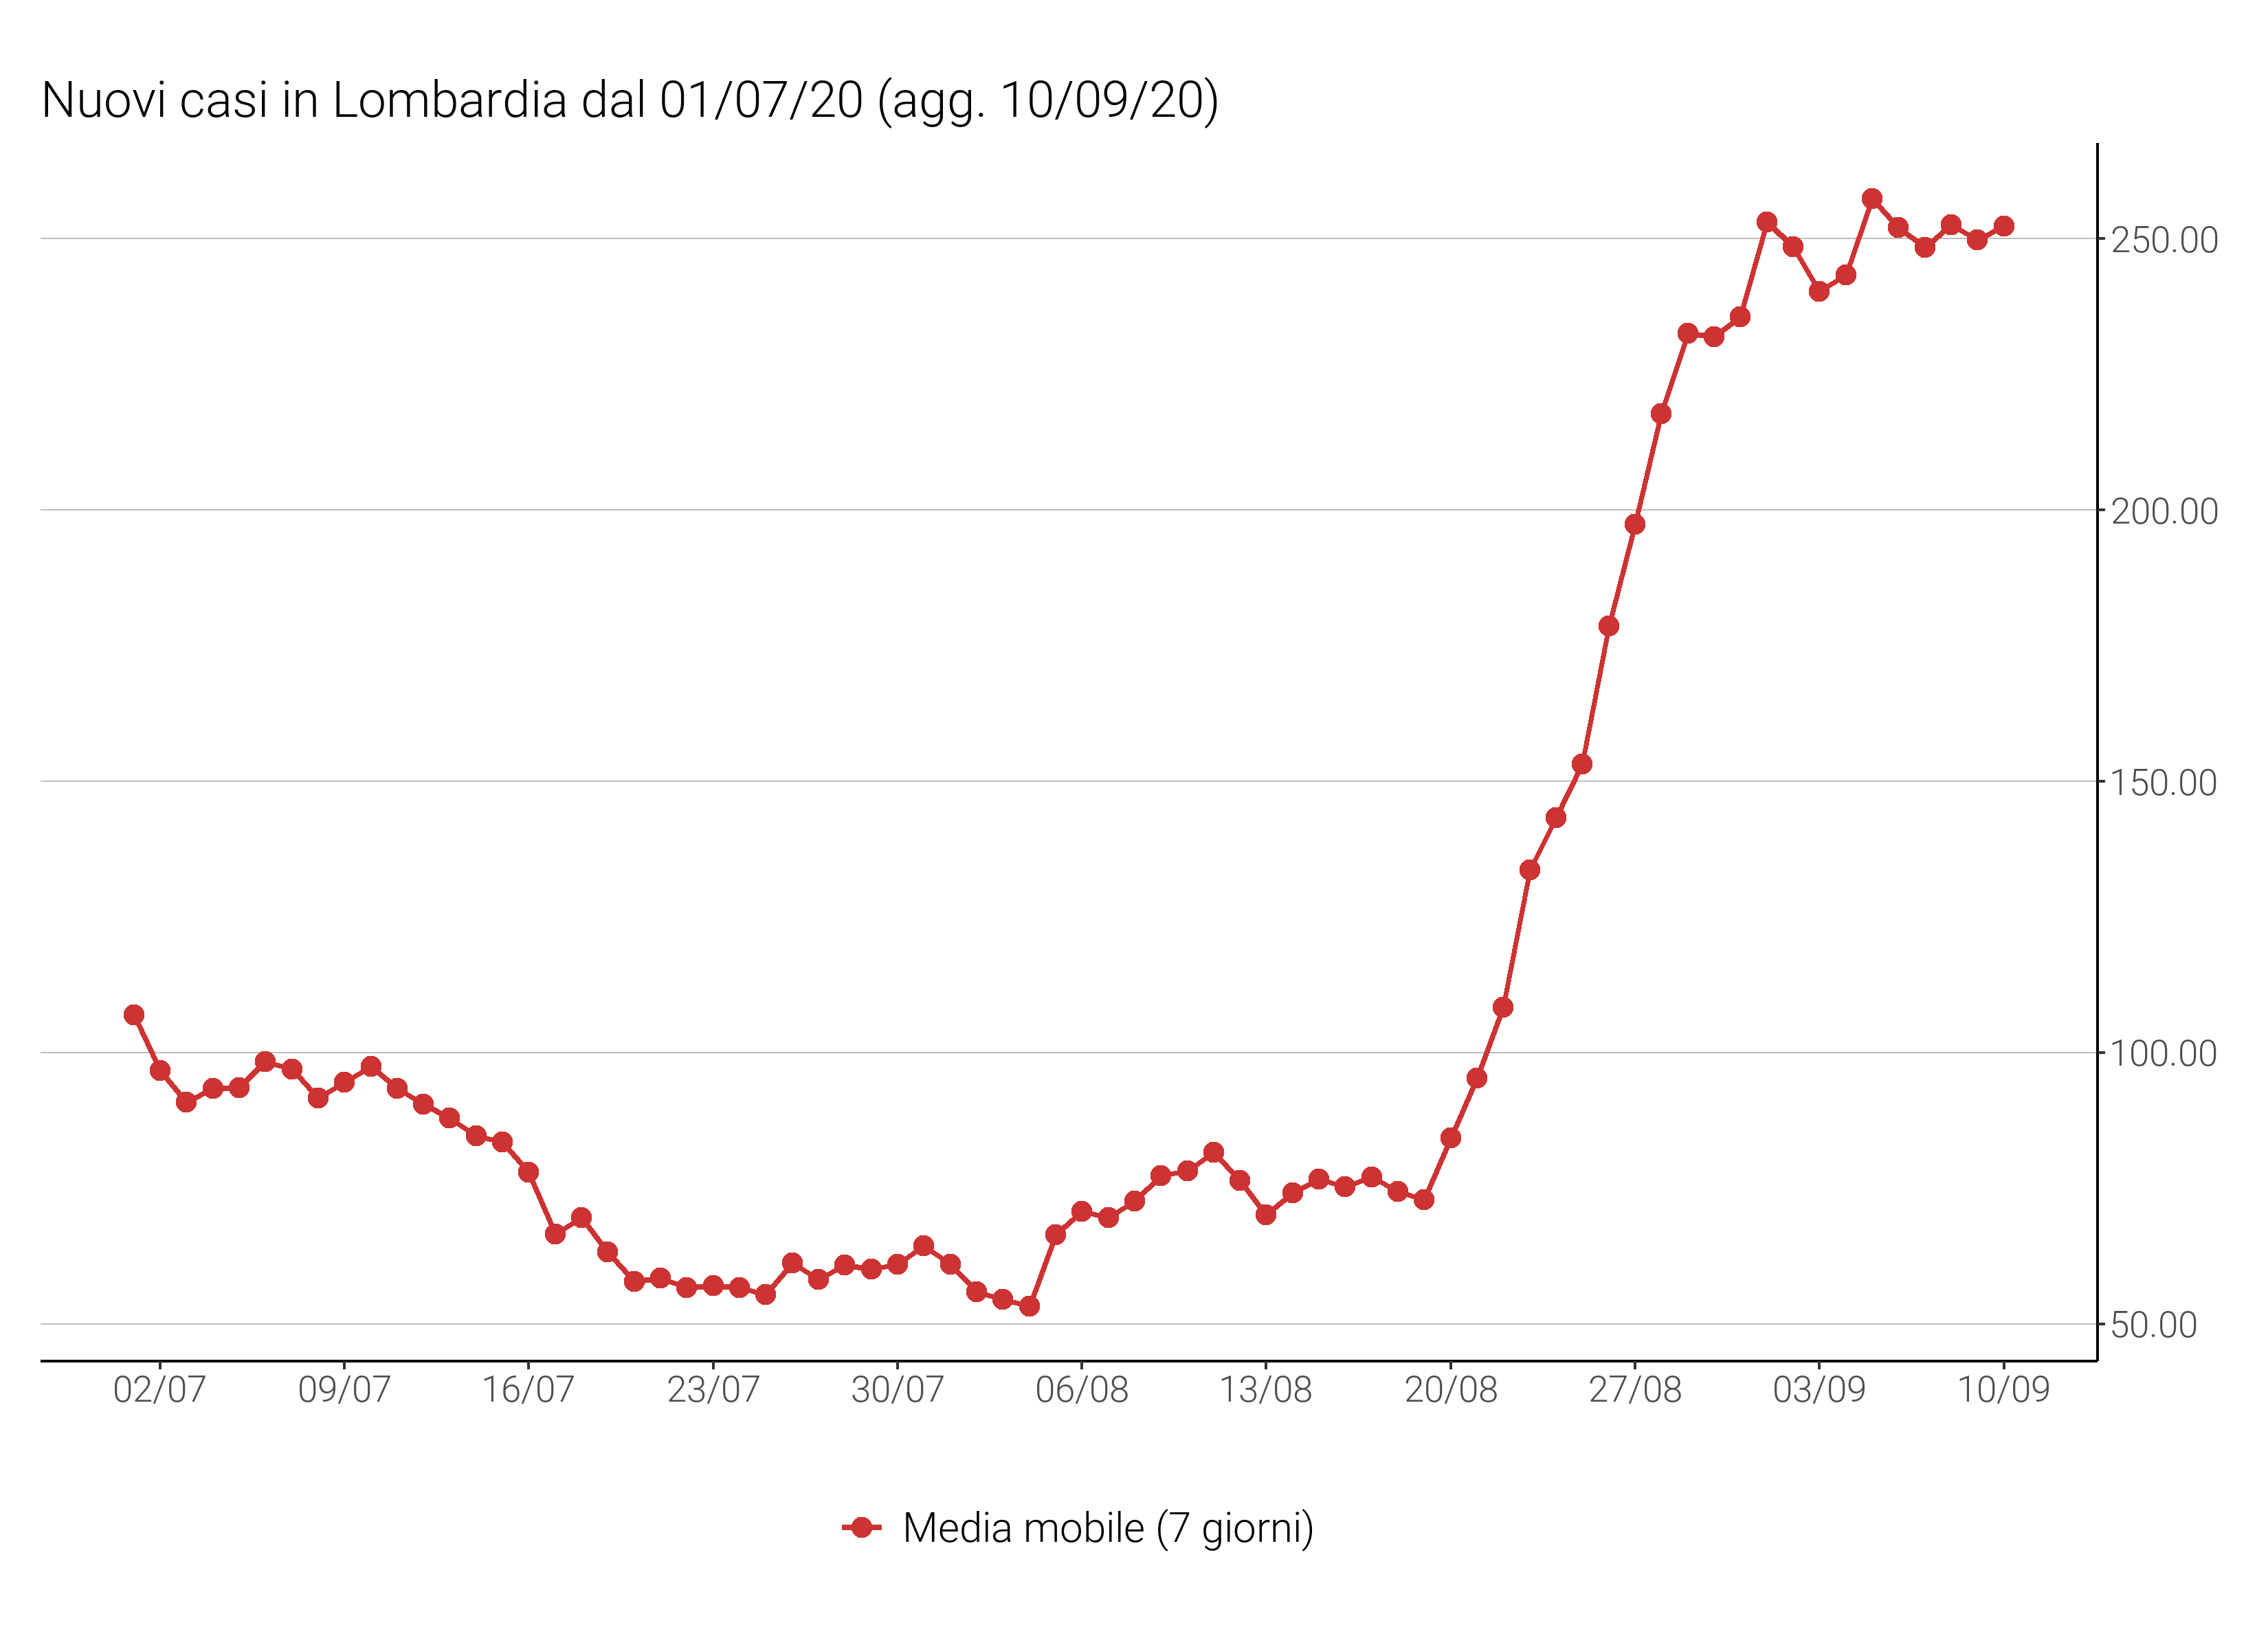 Nuovi casi in Lombardia dal 01/07/20 (agg. 10/09/20)
250.00
200.00
150.00
100.00
50.00
02/07 09/07 16/07 23/07 30/07 06/08 13/08 20/08 27/08 03/09 10/09
Media mobile (7 giorni)